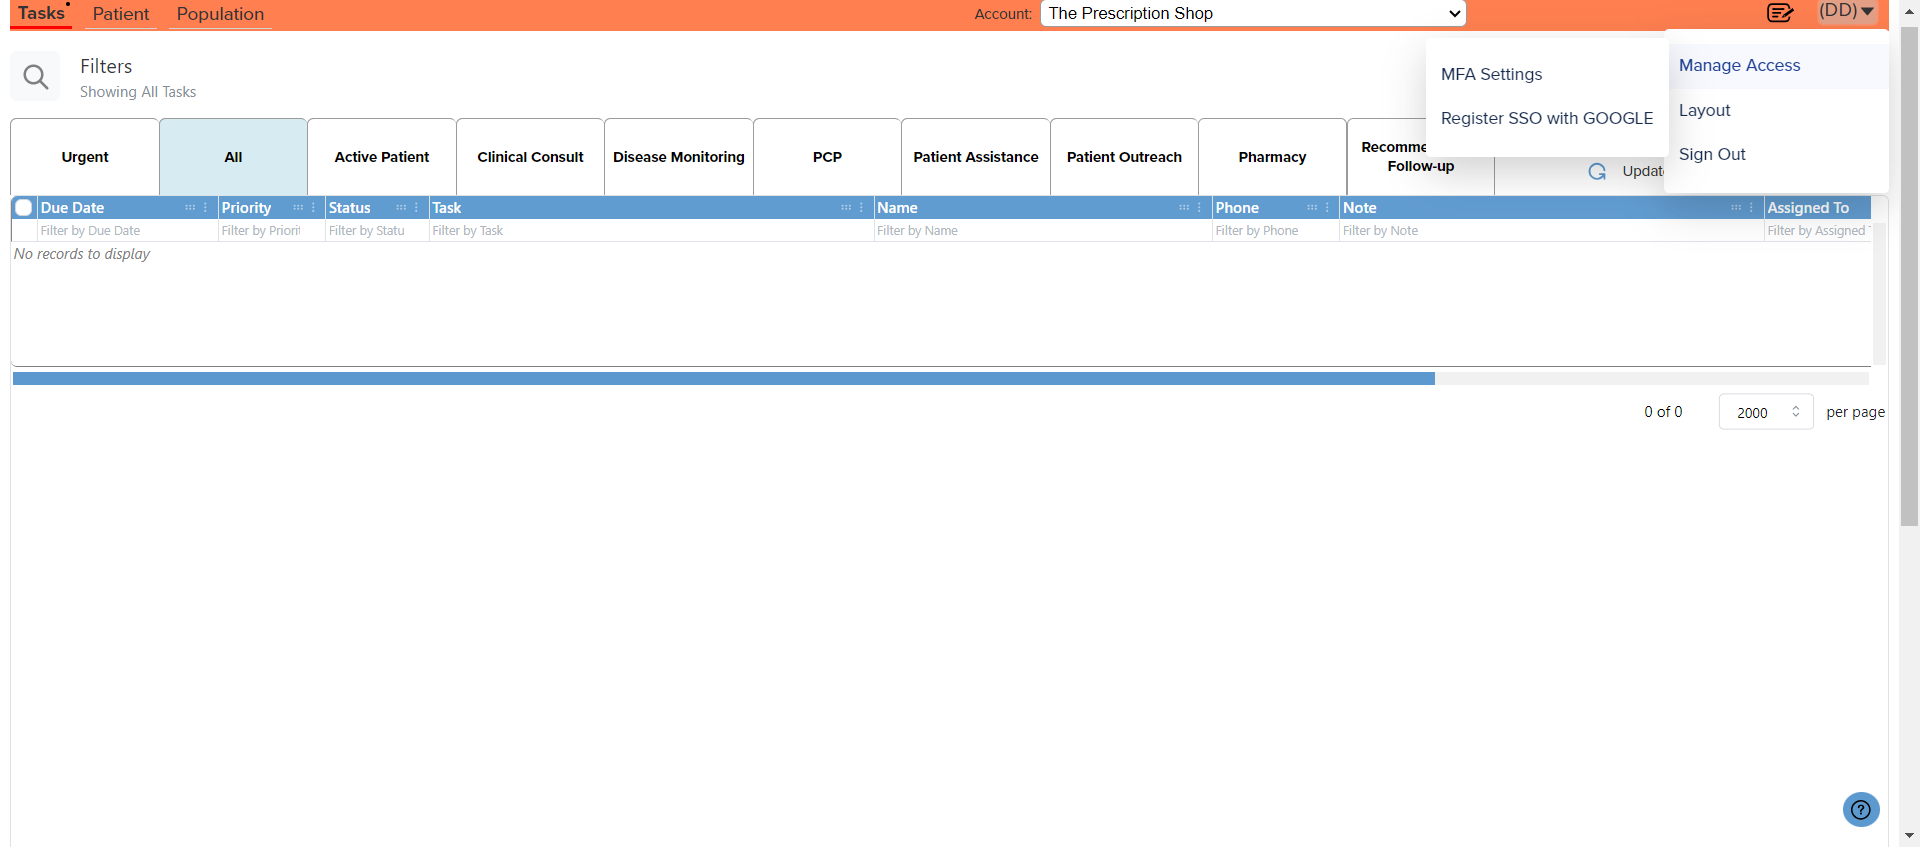 Tasks Patient Population Account: The Prescription Shop (DD)
Filters
Showing All Tasks
MFA Settings
Register SSO with GOOGLE
Manage Access
Layout
Sign Out
Urgent All Active Patient Clinical Consult Disease Monitoring PCP Patient Assistance Patient Outreach Pharmacy Recomme
Follow-up
Updat
Due Date Priority Status Task Name Phone Note Assigned To
Filter by Due Date Filter by Priorit Filter by Statu Filter by Task Filter by Name Filter by Phone Filter by Note Filter by Assigned
No records to display
0 of 0 2000 per page